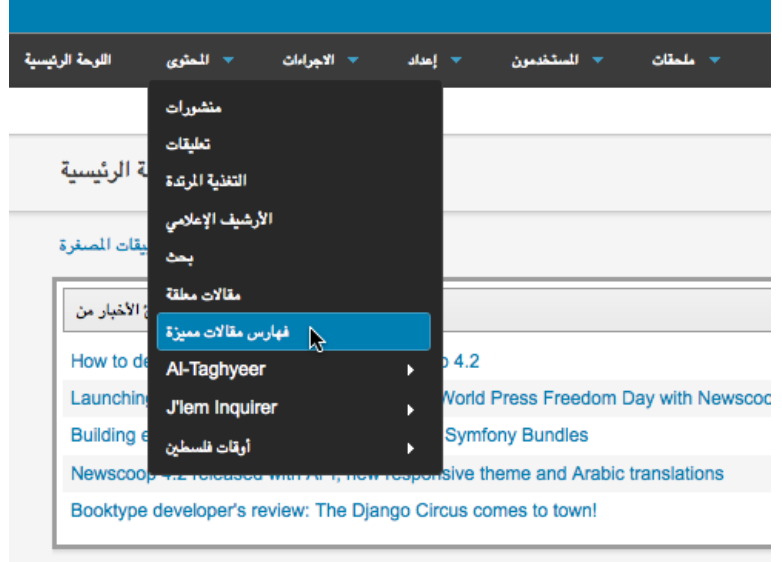 اللوحة الرئيسية
المحتوى
الاجراءات
إعداد
المستخدمون
ملحقات
منشورات
تعليقات
التغذية المرتدة
الأرشيف الإعلامي
بحث
مقالات معلقة
فهارس مقالات مميزة
Al-Taghyeer
J'lem Inquirer
أوقات فلسطين
ة الرئيسية
يقات المصغرة
الأخبار من
How to de
o 4.2
Launching
World Press Freedom Day with Newscoo
Building e
Symfony Bundles
Newscoop 4.2 released with API, new responsive theme and Arabic translations
Booktype developer's review: The Django Circus comes to town!